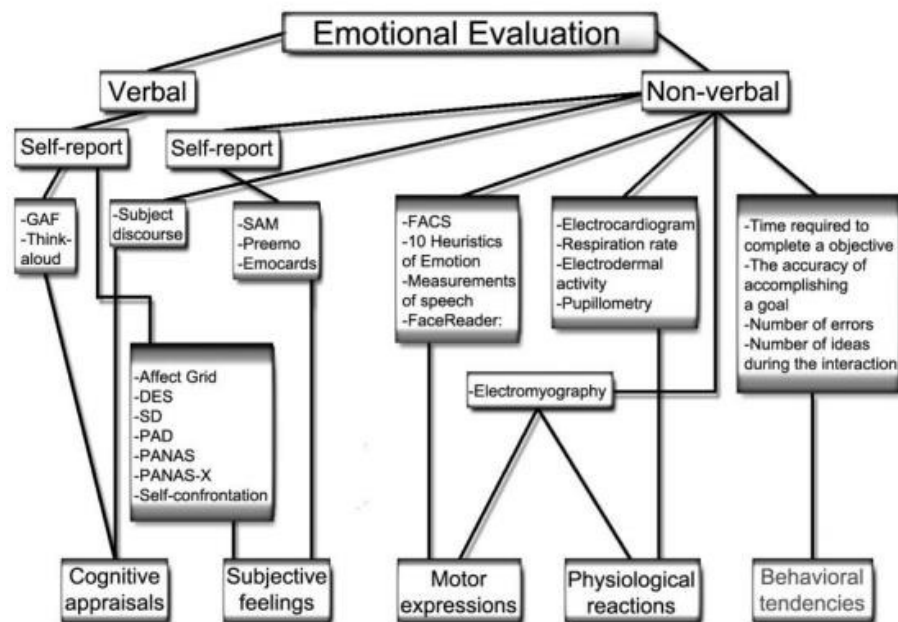 Emotional Evaluation
Verbal
Non-verbal
Self-report
Self-report
-GAF
-Think-
aloud
-Subject
discourse
-SAM
-Preemo
-Emocards
-FACS
-10 Heuristics
of Emotion
-Measurements
of speech
-FaceReader:
-Electrocardiogram
-Respiration rate
-Electrodermal
activity
-Pupillometry
-Time required to
complete a objective
-The accuracy of
accomplishing
a goal
-Number of errors
-Number of ideas
during the interaction
-Affect Grid
-DES
-SD
-PAD
-PANAS
-PANAS-X
-Self-confrontation
-Electromyography
Cognitive
appraisals
Subjective
feelings
Motor
expressions
Physiological
reactions
Behavioral
tendencies